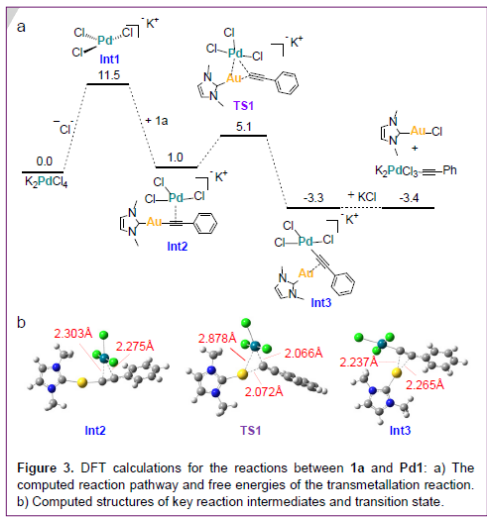 a
Cl
Pd
Cl
Cl
- K+
Int1
11.5
- Cl-
+ 1a
0.0
K2PdCl4
Cl
Pd
Cl
Cl
- K+
N
N
Au
TS1
5.1
1.0
Cl
Cl
Pd
Cl
- K+
N
N
Au
Int2
N
N
Au
Cl
+
K2PdCl3
Ph
-3.3
+ KCl
-3.4
Cl
Cl
Pd
Cl
- K+
Au
N
N
Int3
b
2.303Å
2.275Å
Int2
2.878Å
2.066Å
2.072Å
TS1
2.237Å
2.265Å
Int3
Figure 3. DFT calculations for the reactions between 1a and Pd1: a) The
computed reaction pathway and free energies of the transmetallation reaction.
b) Computed structures of key reaction intermediates and transition state.